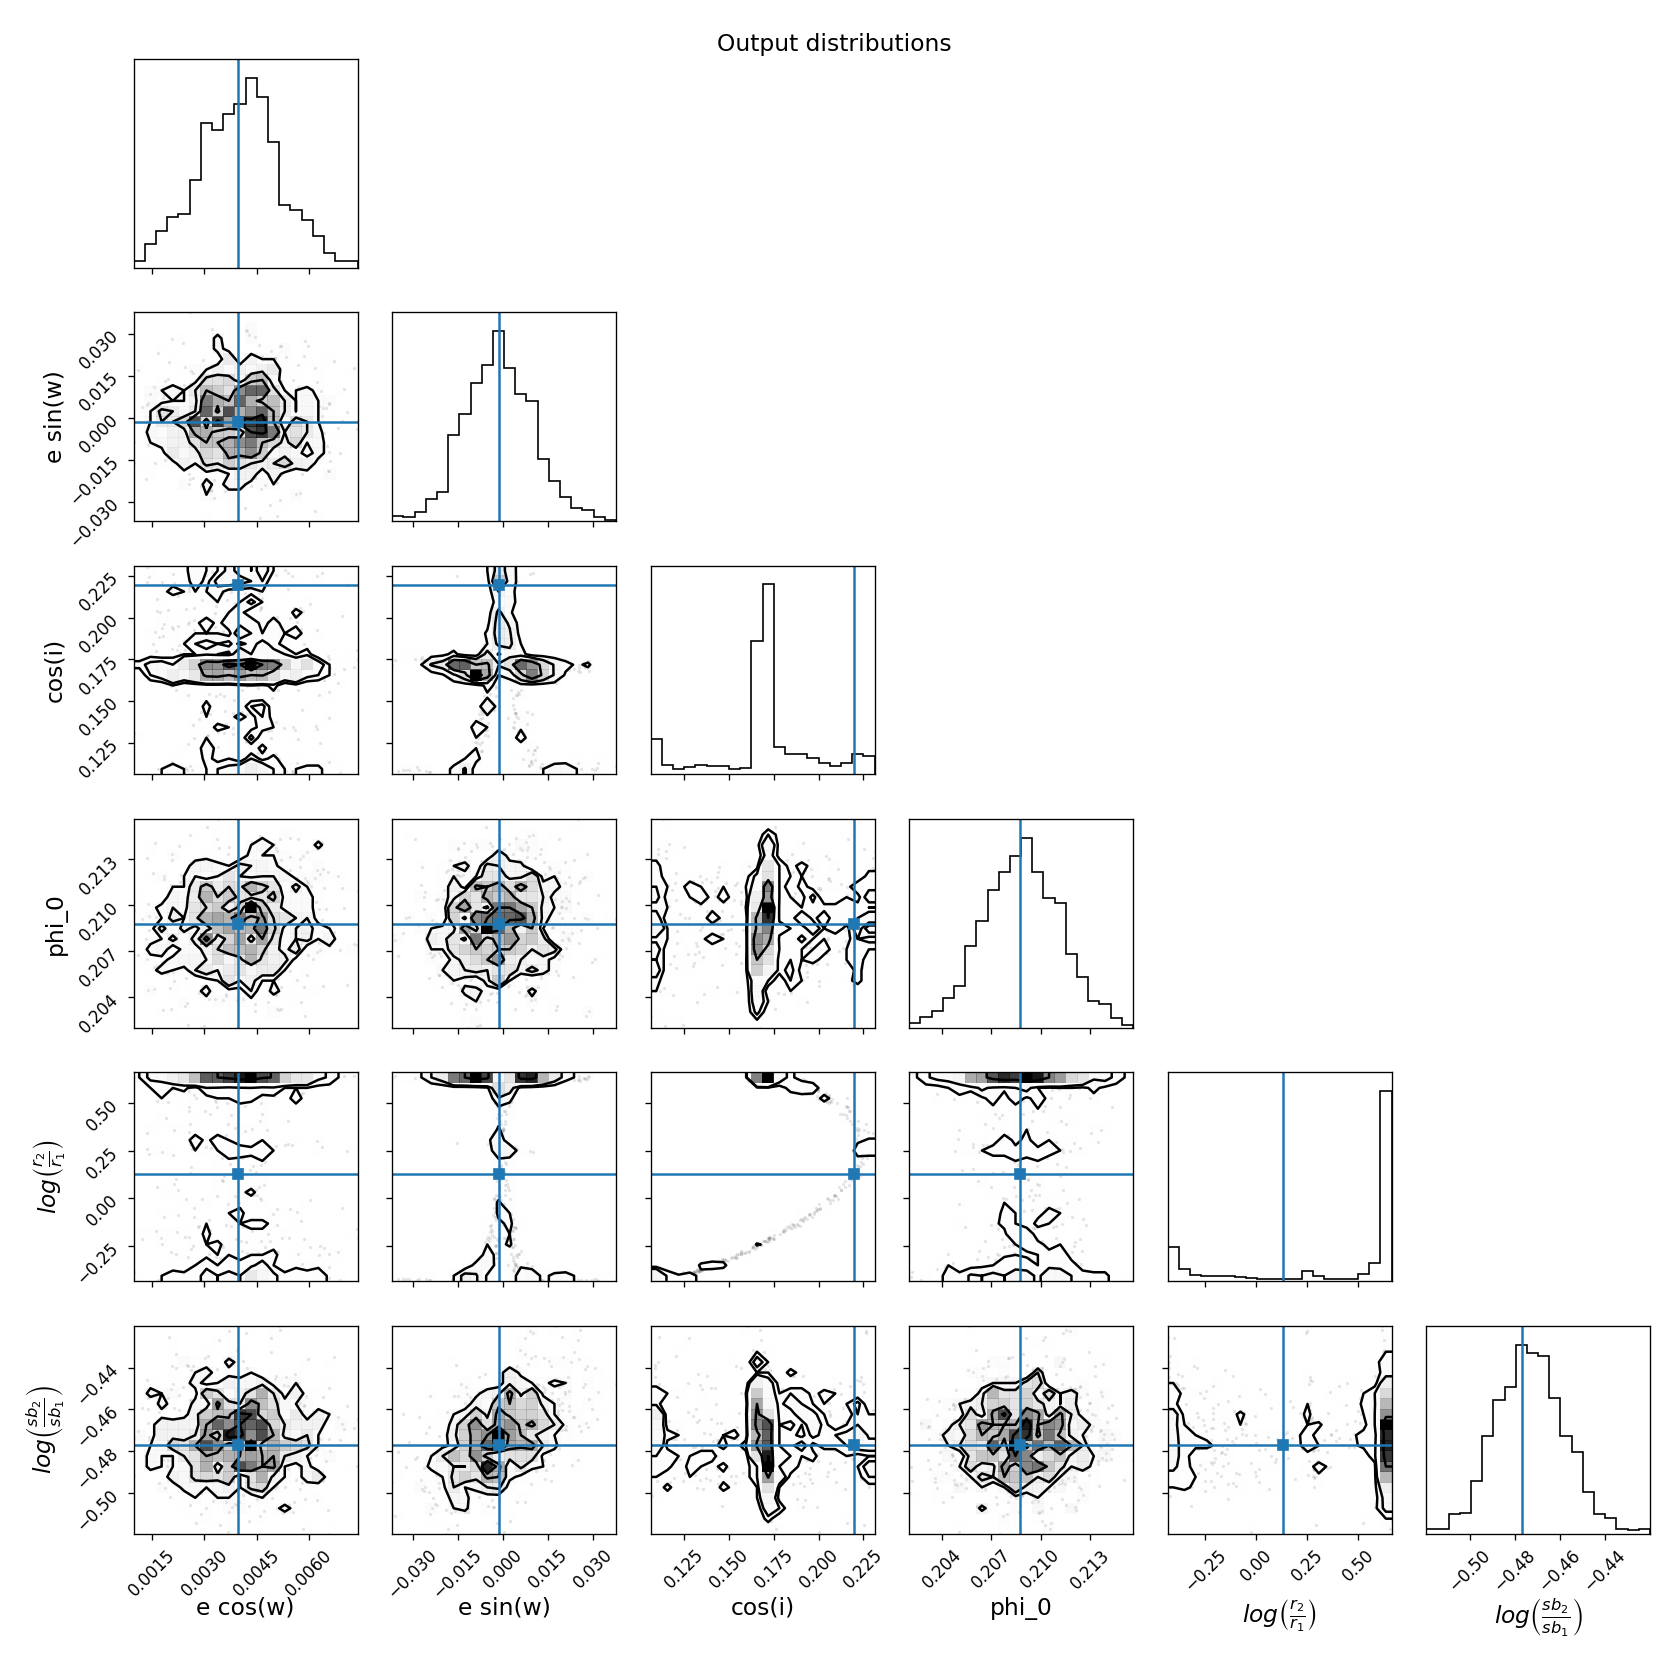 Output distributions
0.030
0.015
0.000
−0.015
−0.030
e sin(w)
0.225
0.200
0.175
0.150
0.125
cos(i)
0.213
0.210
0.207
0.204
phi_0
0.50
0.25
0.00
−0.25
log(r2/r1)
−0.44
−0.46
−0.48
−0.50
log(sb2/sb1)
0.0015 0.0030 0.0045 0.0060
−0.030 −0.015 0.000 0.015 0.030
0.125 0.150 0.175 0.200 0.225
0.204 0.207 0.210 0.213
−0.25 0.00 0.25 0.50
−0.50 −0.48 −0.46 −0.44
e cos(w) e sin(w) cos(i) phi_0 log(r2/r1) log(sb2/sb1)